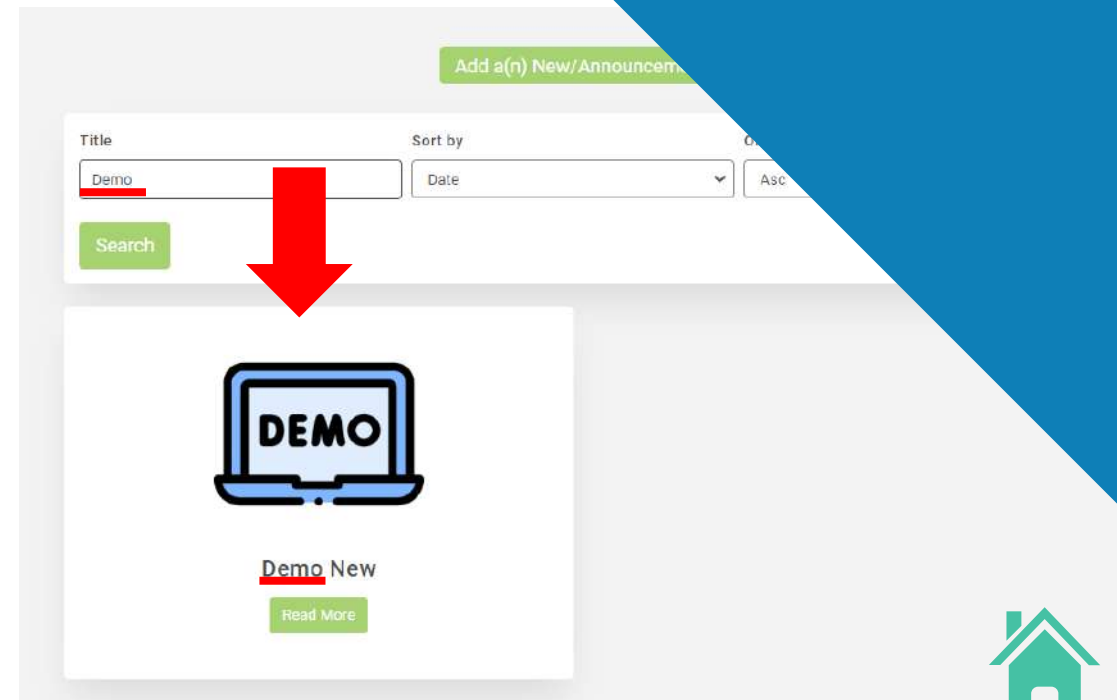 Add a(n) New/Announcem
Title Sort by
Demo Date Asc
Search
DEMO
Demo New
Read More